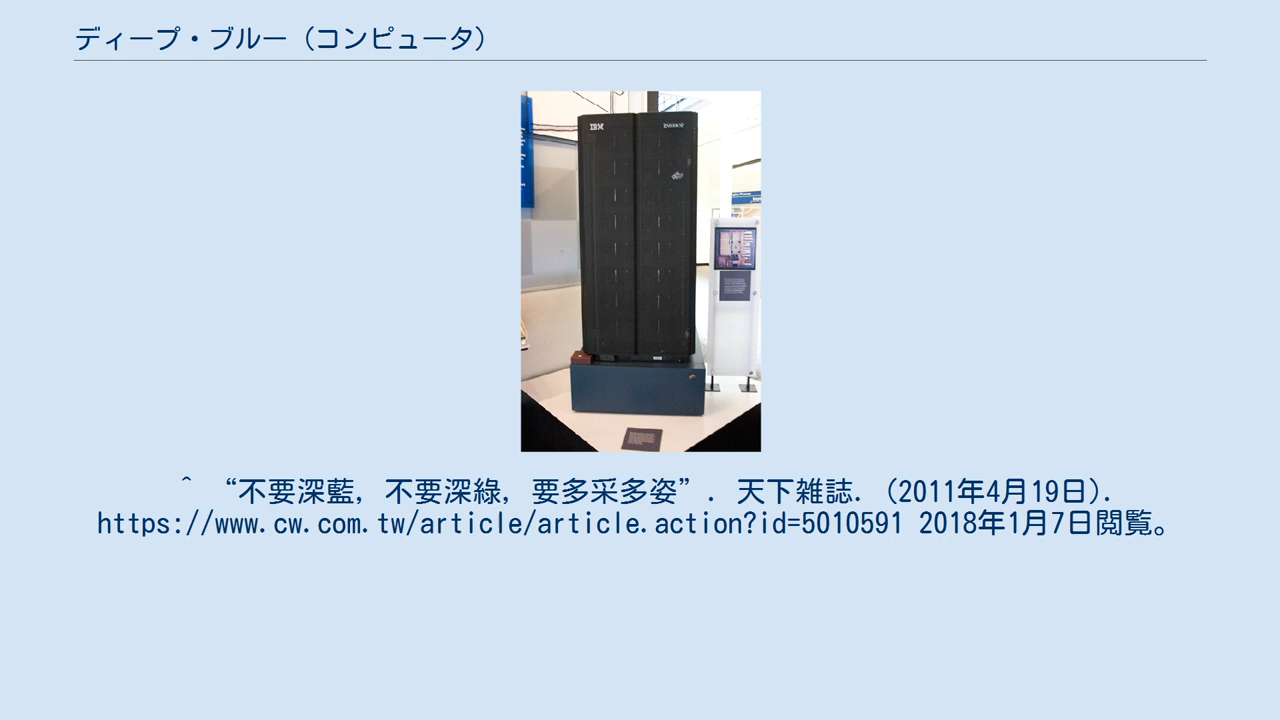 ディープ・ブルー（コンピュータ）
IBM
^ “不要深藍, 不要深綠, 要多采多姿”. 天下雑誌. (2011年4月19日).
https://www.cw.com.tw/article/article.action?id=5010591 2018年1月7日閲覧。